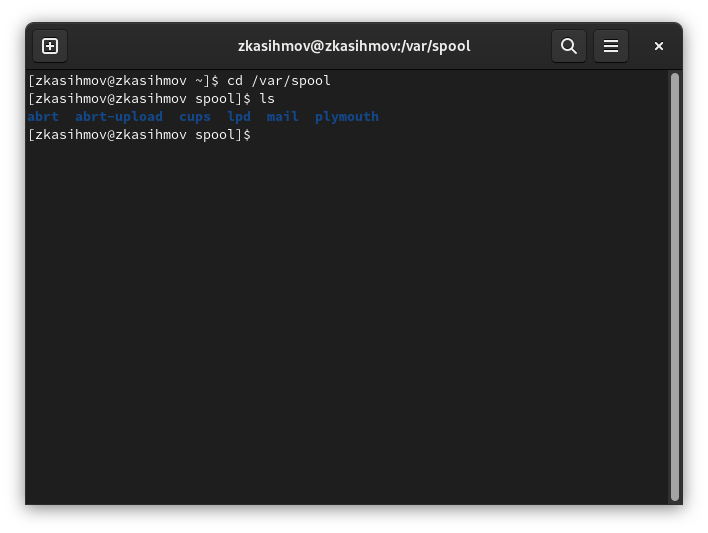 zkasihmov@zkasihmov:/var/spool
[zkasihmov@zkasihmov ~]$ cd /var/spool
[zkasihmov@zkasihmov spool]$ ls
abrt  abrt-upload  cups  lpd  mail  plymouth
[zkasihmov@zkasihmov spool]$